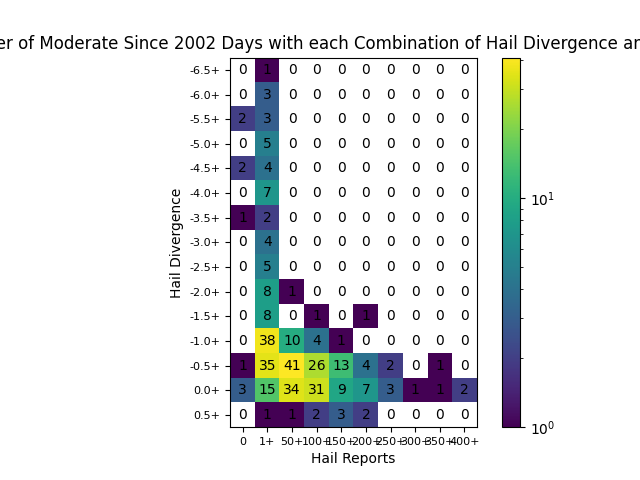 er of Moderate Since 2002 Days with each Combination of Hail Divergence ar
-6.5+ 0 1 0 0 0 0 0 0 0 0
-6.0+ 0 3 0 0 0 0 0 0 0 0
-5.5+ 2 3 0 0 0 0 0 0 0 0
-5.0+ 0 5 0 0 0 0 0 0 0 0
-4.5+ 2 4 0 0 0 0 0 0 0 0
-4.0+ 0 7 0 0 0 0 0 0 0 0
-3.5+ 1 2 0 0 0 0 0 0 0 0
-3.0+ 0 4 0 0 0 0 0 0 0 0
-2.5+ 0 5 0 0 0 0 0 0 0 0
-2.0+ 0 8 1 0 0 0 0 0 0 0
-1.5+ 0 8 0 1 0 1 0 0 0 0
-1.0+ 0 38 10 4 1 0 0 0 0 0
-0.5+ 1 35 41 26 13 4 2 0 1 0
0.0+ 3 15 34 31 9 7 3 1 1 2
0.5+ 0 1 1 2 3 2 0 0 0 0
0 1+ 50+ 100+ 150+ 200+ 250+ 300+ 350+ 400+
Hail Reports
Hail Divergence
10¹
10⁰